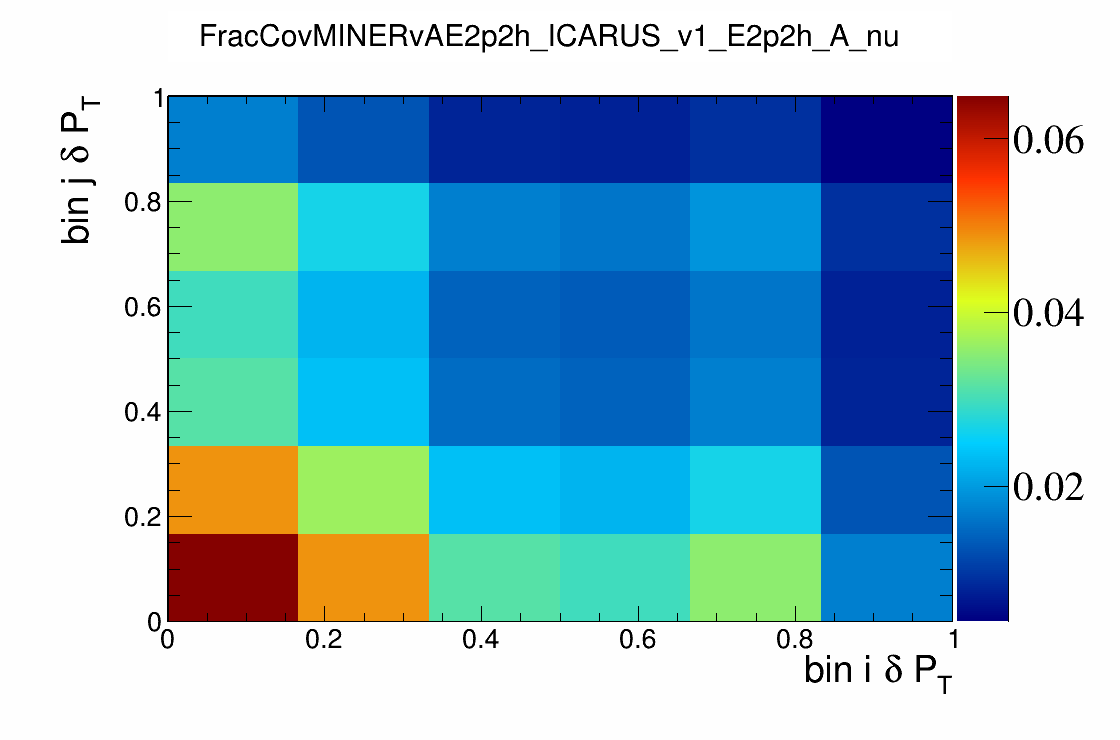 FracCovMINERvAE2p2h_ICARUS_v1_E2p2h_A_nu
bin j δ P_T
1
0.8
0.6
0.4
0.2
0
0 0.2 0.4 0.6 0.8 1
bin i δ P_T
0.06
0.04
0.02